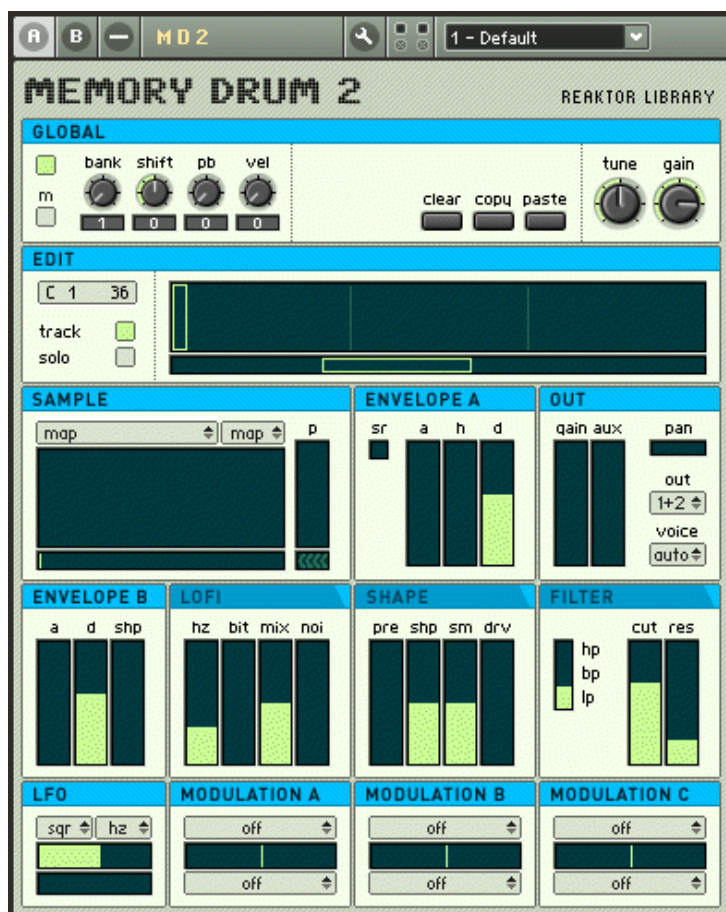 A B MD2 1 - Default
MEMORY DRUM 2 REAKTOR LIBRARY
GLOBAL
bank shift pb vel tune gain
m clear copy paste
1 0 0 0
EDIT
C 1 36
track
solo
SAMPLE ENVELOPE A OUT
map map p sr a h d gain aux pan
out
1+2
voice
auto
ENVELOPE B LOFI SHAPE FILTER
a d shp hz bit mix noi pre shp sm drv cut res
hp
bp
lp
LFO MODULATION A MODULATION B MODULATION C
sqr hz off off off
off off off